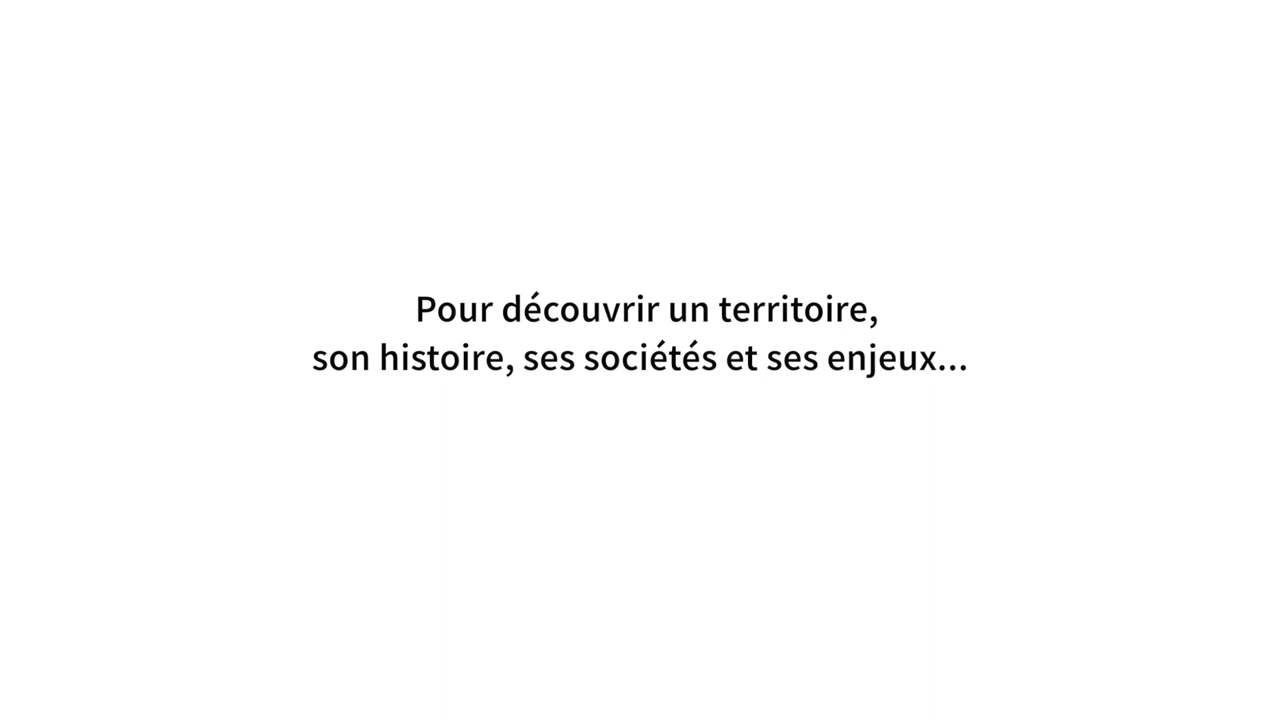 Pour découvrir un territoire,
son histoire, ses sociétés et ses enjeux...